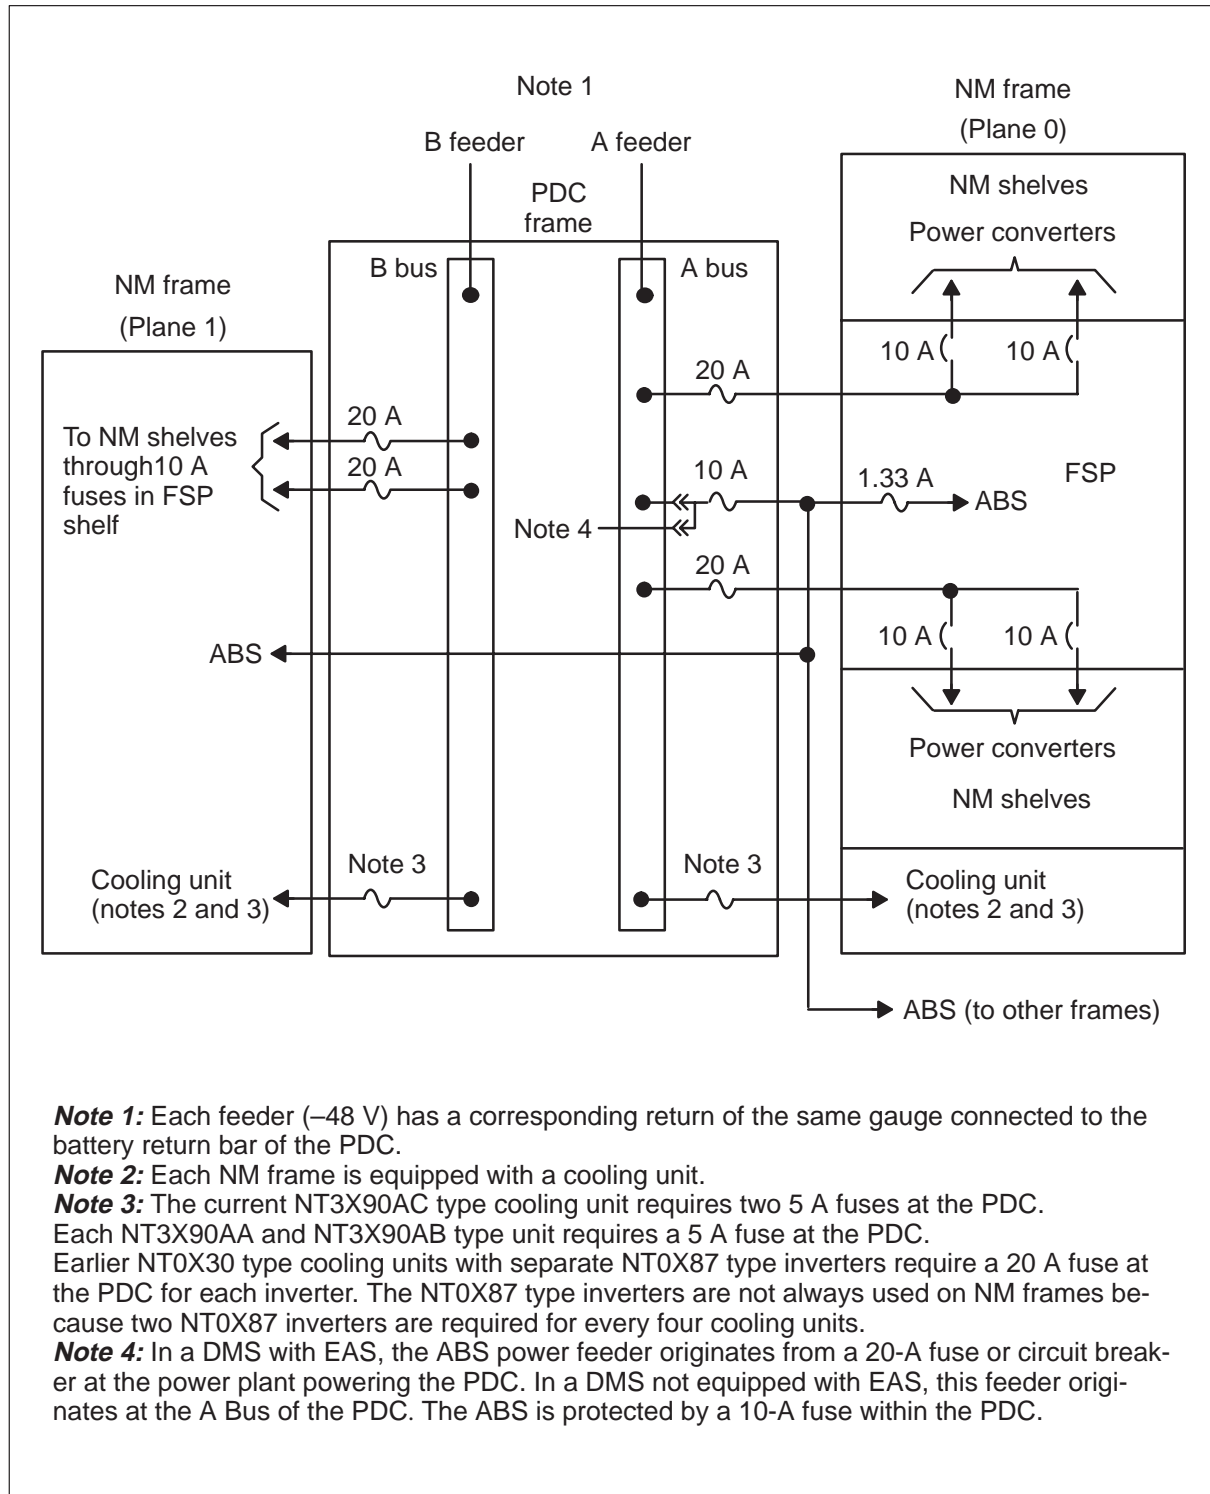 Note 1
B feeder
A feeder
PDC
frame
B bus
A bus
NM frame
(Plane 0)
NM shelves
Power converters
10 A
10 A
NM frame
(Plane 1)
To NM shelves
through10 A
fuses in FSP
shelf
20 A
20 A
20 A
10 A
1.33 A
ABS
FSP
Note 4
20 A
10 A
10 A
ABS
Power converters
NM shelves
Cooling unit
(notes 2 and 3)
Note 3
Note 3
Cooling unit
(notes 2 and 3)
ABS (to other frames)
Note 1: Each feeder (–48 V) has a corresponding return of the same gauge connected to the
battery return bar of the PDC.
Note 2: Each NM frame is equipped with a cooling unit.
Note 3: The current NT3X90AC type cooling unit requires two 5 A fuses at the PDC.
Each NT3X90AA and NT3X90AB type unit requires a 5 A fuse at the PDC.
Earlier NT0X30 type cooling units with separate NT0X87 type inverters require a 20 A fuse at
the PDC for each inverter. The NT0X87 type inverters are not always used on NM frames be-
cause two NT0X87 inverters are required for every four cooling units.
Note 4: In a DMS with EAS, the ABS power feeder originates from a 20-A fuse or circuit break-
er at the power plant powering the PDC. In a DMS not equipped with EAS, this feeder origi-
nates at the A Bus of the PDC. The ABS is protected by a 10-A fuse within the PDC.